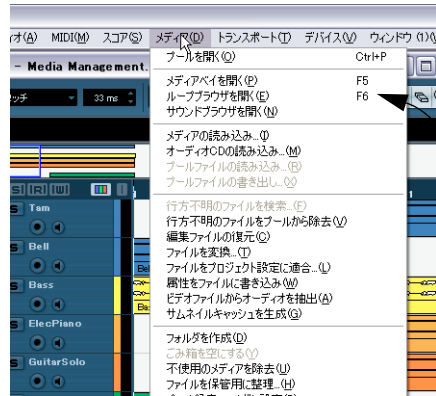 オ(A) MIDI(M) スコア(S) メディア(D) トランスポート(T) デバイス(V) ウィンドウ (1)(
- Media Management.
ッチ 33 ms
プールを開く(O) Ctrl+P
メディアベイを開く(P) F5
ループブラウザを開く(E) F6
サウンドブラウザを開く(N)
メディアの読み込み...(I)
オーディオCDの読み込み...(M)
プールファイルの読み込み...(R)
プールファイルの書き出し...(X)
行方不明のファイルを検索...(F)
行方不明のファイルをプールから除去(V)
編集ファイルの復元(C)
ファイルを変換...(T)
ファイルをプロジェクト設定に適合...(L)
属性をファイルに書き込み(W)
ビデオファイルからオーディオを抽出(A)
サムネイルキャッシュを生成(G)
フォルダを作成(D)
ごみ箱を空にする(Y)
不使用のメディアを除去(U)
ファイルを保管用に整理...(H)
S R W
S Tam
S Bell
Bel
S Bass
Ba
S ElecPiano
S GuitarSolo
1